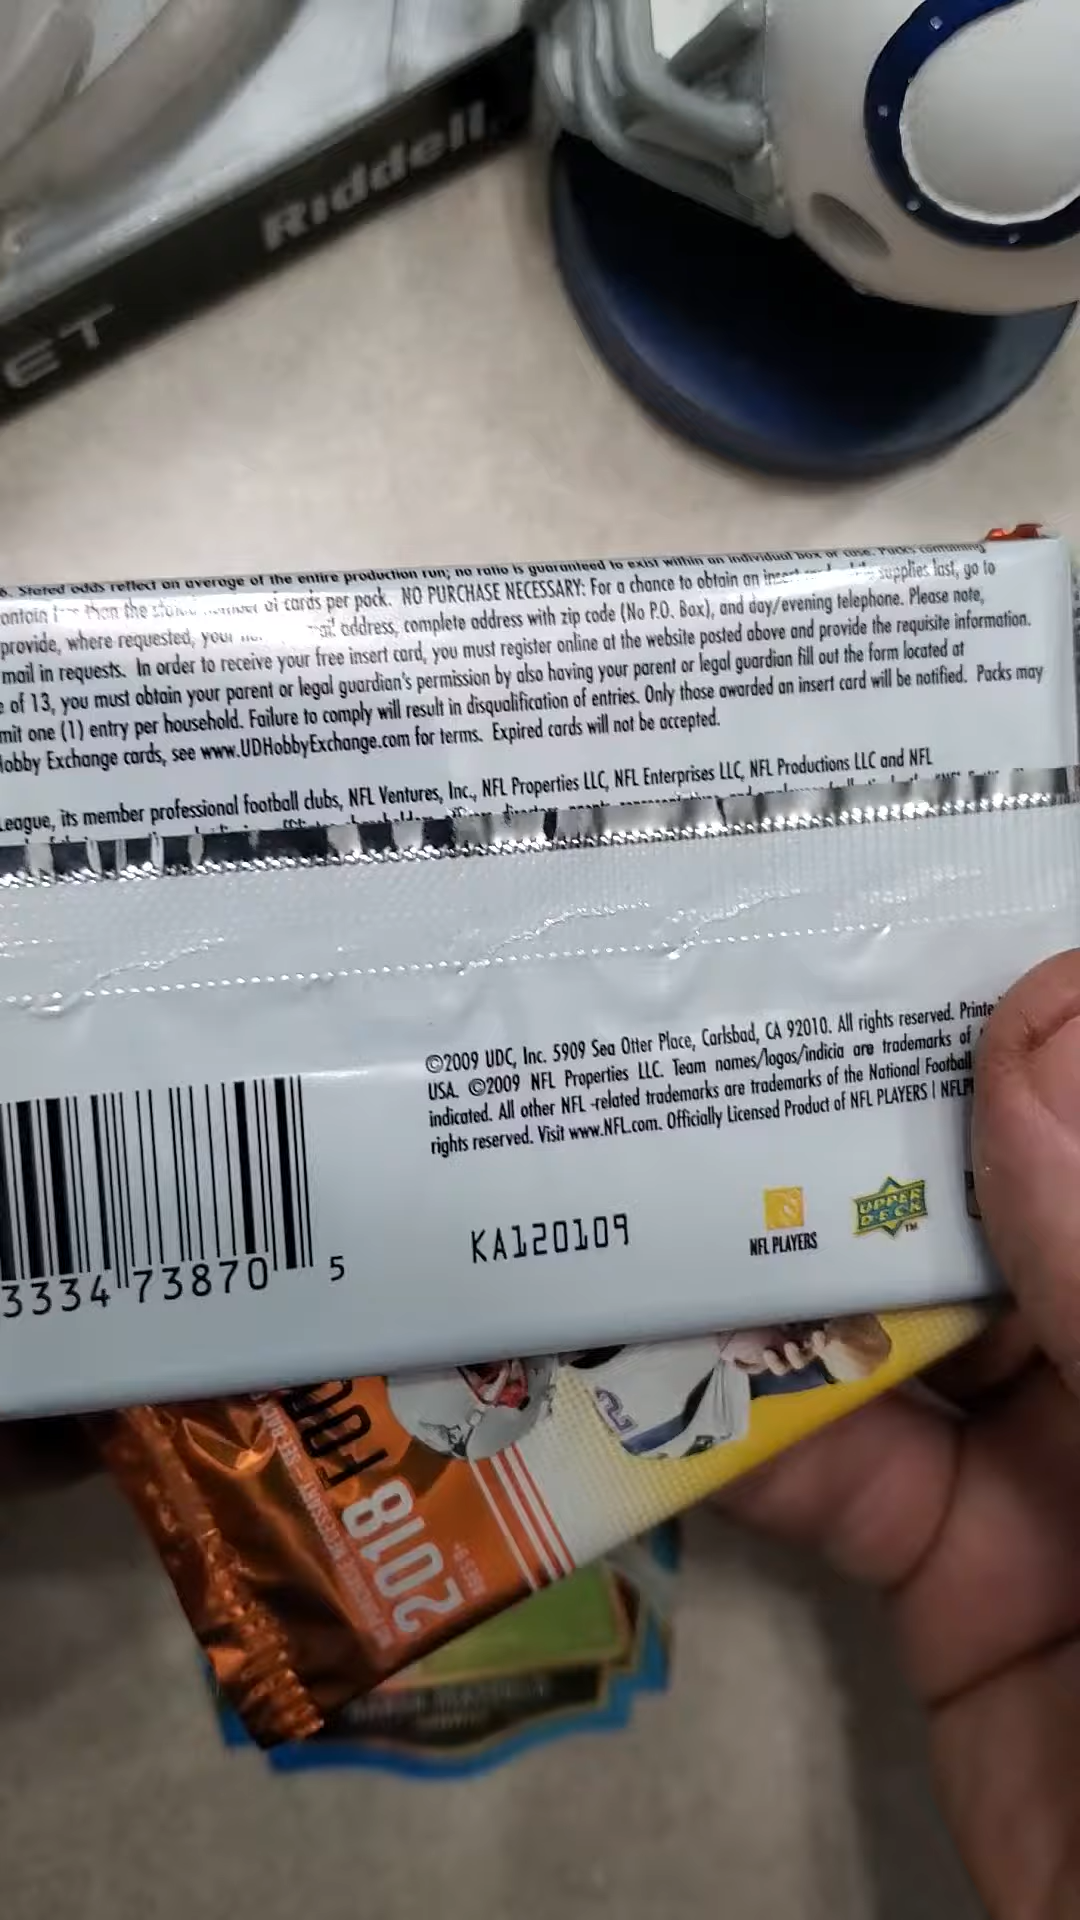 Riddell
ET
6. Stated odds reflect an average of the entire production run; no ratio is guaranteed to exist within an individual box or case. Packs containing
than the of cards per pack. NO PURCHASE NECESSARY: For a chance to obtain an insert supplies last, go to
provide, where requested, your address, complete address with zip code (No P.O. Box), and day/evening telephone. Please note,
mail in requests. In order to receive your free insert card, you must register online at the website posted above and provide the requisite information.
of 13, you must obtain your parent or legal guardian's permission by also having your parent or legal guardian fill out the form located at
mit one (1) entry per household. Failure to comply will result in disqualification of entries. Only those awarded an insert card will be notified. Packs may
Hobby Exchange cards, see www.UDHobbyExchange.com for terms. Expired cards will not be accepted.
League, its member professional football clubs, NFL Ventures, Inc., NFL Properties LLC, NFL Enterprises LLC, NFL Productions LLC and NFL
©2009 UDC, Inc. 5909 Sea Otter Place, Carlsbad, CA 92010. All rights reserved. Printe
USA. ©2009 NFL Properties LLC. Team names/logos/indicia are trademarks of
indicated. All other NFL -related trademarks are trademarks of the National Football
rights reserved. Visit www.NFL.com. Officially Licensed Product of NFL PLAYERS | NFLP
3334 73870 5
KA120109
NFL PLAYERS
UPPER DECK TM
2018 FOO